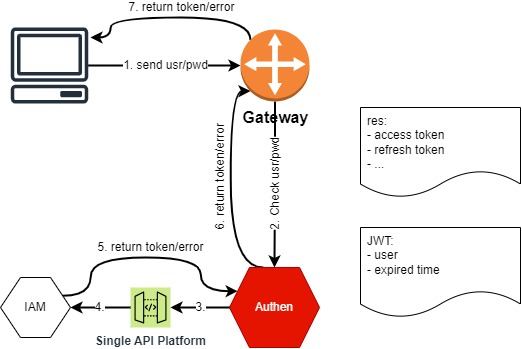 7. return token/error
1. send usr/pwd
Gateway
6. return token/error
2. Check usr/pwd
res:
- access token
- refresh token
- ...
JWT:
- user
- expired time
5. return token/error
IAM
4.
3.
Authen
Single API Platform